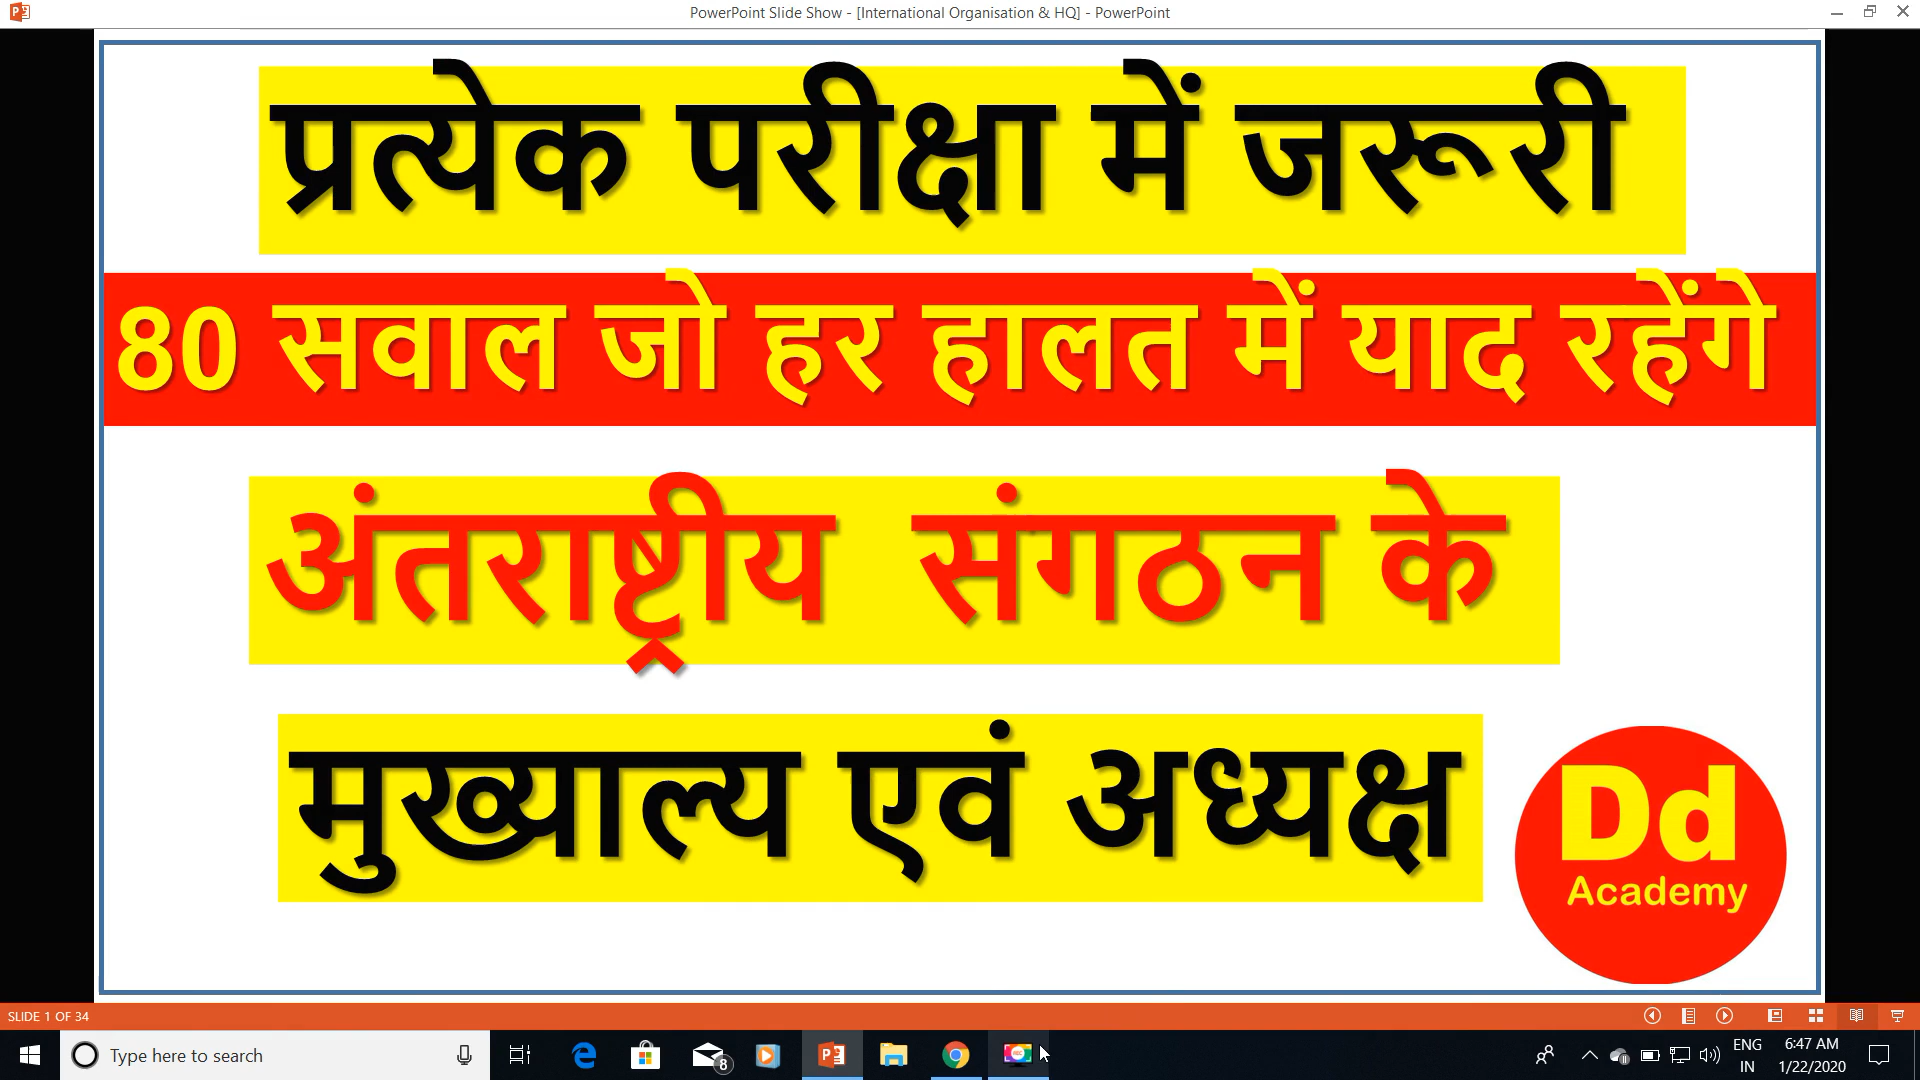 PowerPoint Slide Show - [International Organisation & HQ] - PowerPoint
प्रत्येक परीक्षा में जरूरी
80 सवाल जो हर हालत में याद रहेंगे
अंतराष्ट्रीय संगठन के
मुख्याल्य एवं अध्यक्ष
Dd
Academy
SLIDE 1 OF 34
Type here to search
8
ENG
IN
6:47 AM
1/22/2020